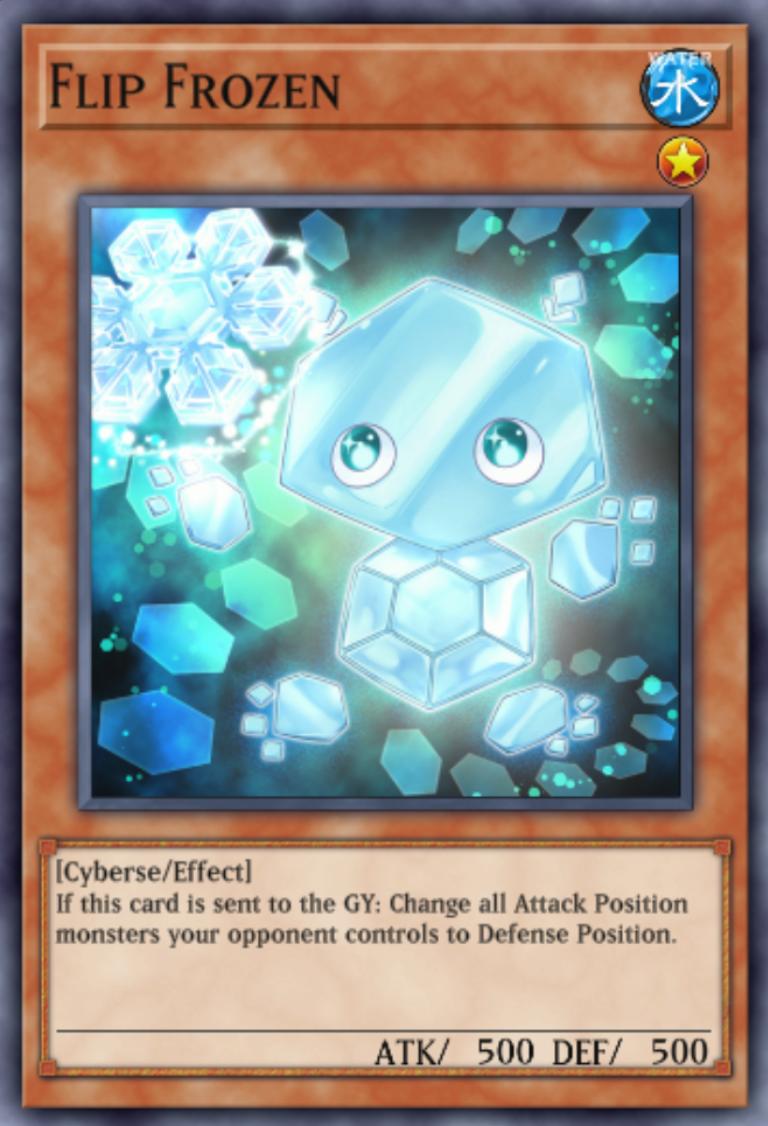 Flip Frozen
WATER
水
[Cyberse/Effect]
If this card is sent to the GY: Change all Attack Position
monsters your opponent controls to Defense Position.
ATK/ 500 DEF/ 500